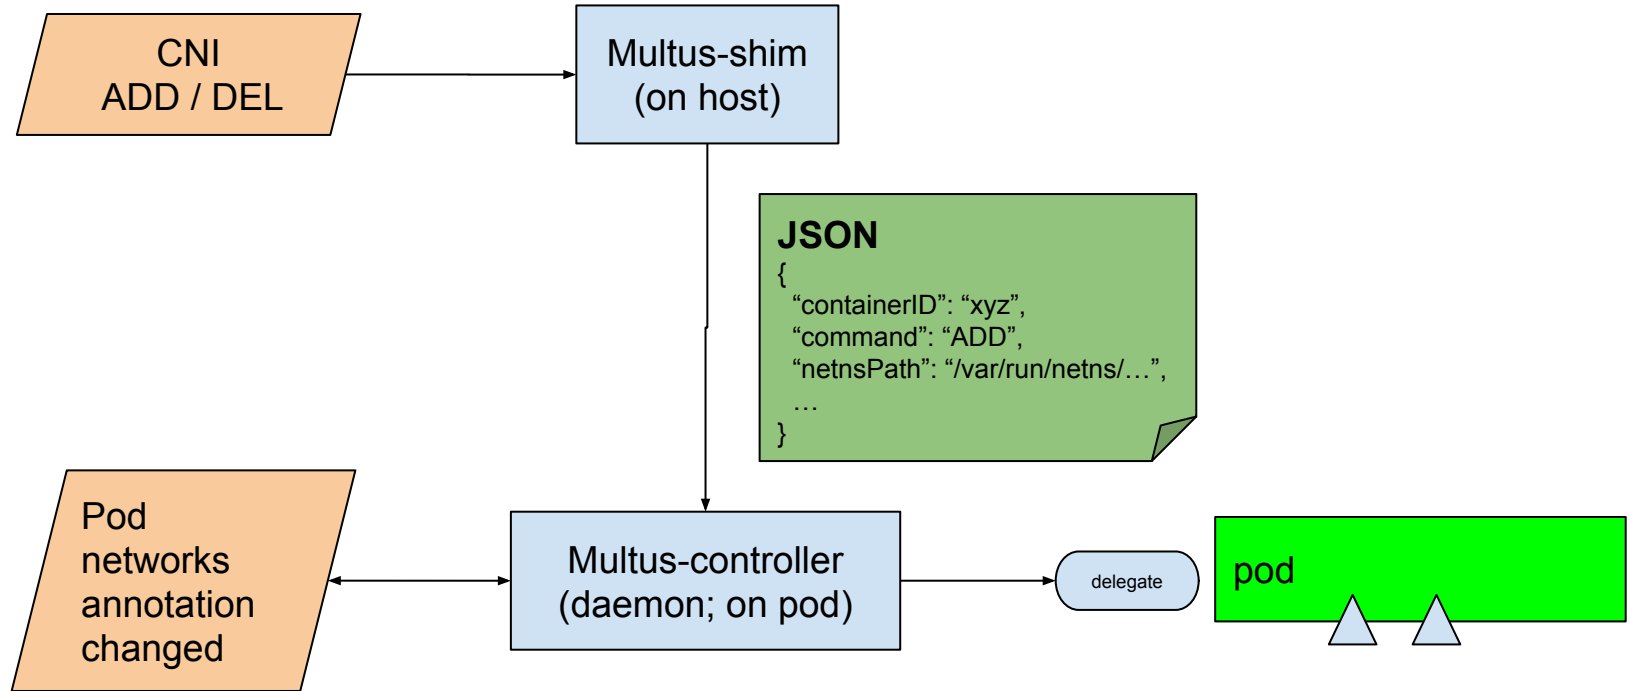 CNI
ADD / DEL
Multus-shim
(on host)
JSON
{
“containerID”: “xyz”,
“command”: “ADD”,
“netnsPath”: “/var/run/netns/…”,
…
}
Pod
networks
annotation
changed
Multus-controller
(daemon; on pod)
delegate
pod